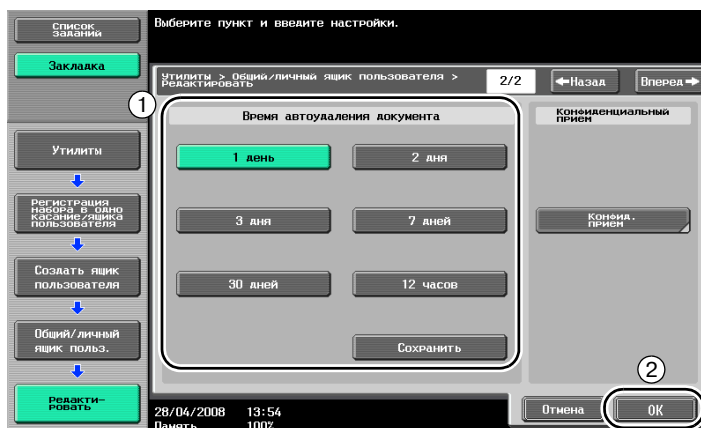 Список
заданий
Закладка
Утилиты
Регистрация
набора в одно
касание/ящика
пользователя
Создать ящик
пользователя
Общий/личный
ящик польз.
Редакти-
ровать
Выберите пункт и введите настройки.
Утилиты > Общий/личный ящик пользователя >
Редактировать
2/2
←Назад
Вперед→
1
Время автоудаления документа
1 день
2 дня
3 дня
7 дней
30 дней
12 часов
Сохранить
Конфиденциальный
прием
Конфид.
прием
2
28/04/2008 13:54
Память 100%
Отмена
OK